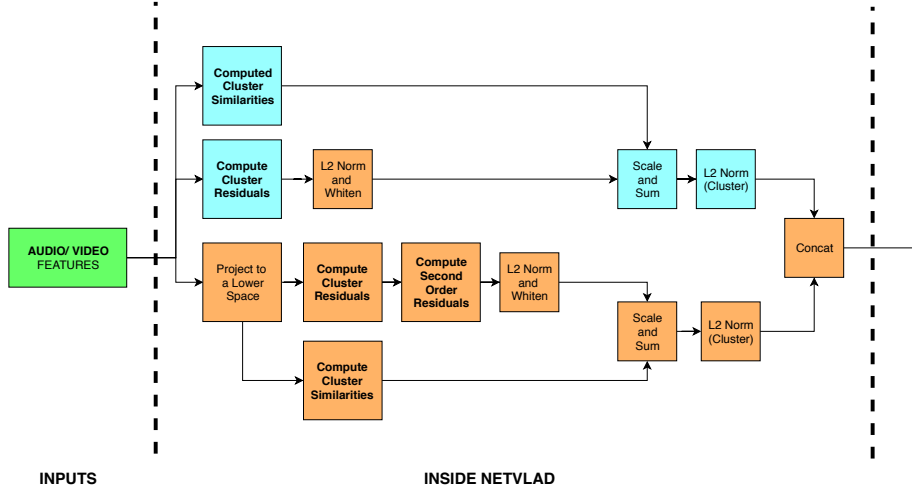 Computed
Cluster
Similarities
Compute
Cluster
Residuals
L2 Norm
and
Whiten
Scale
and
Sum
L2 Norm
(Cluster)
AUDIO/ VIDEO
FEATURES
Project to
a Lower
Space
Compute
Cluster
Residuals
Compute
Second
Order
Residuals
L2 Norm
and
Whiten
Concat
Scale
and
Sum
L2 Norm
(Cluster)
Compute
Cluster
Similarities
INPUTS
INSIDE NETVLAD